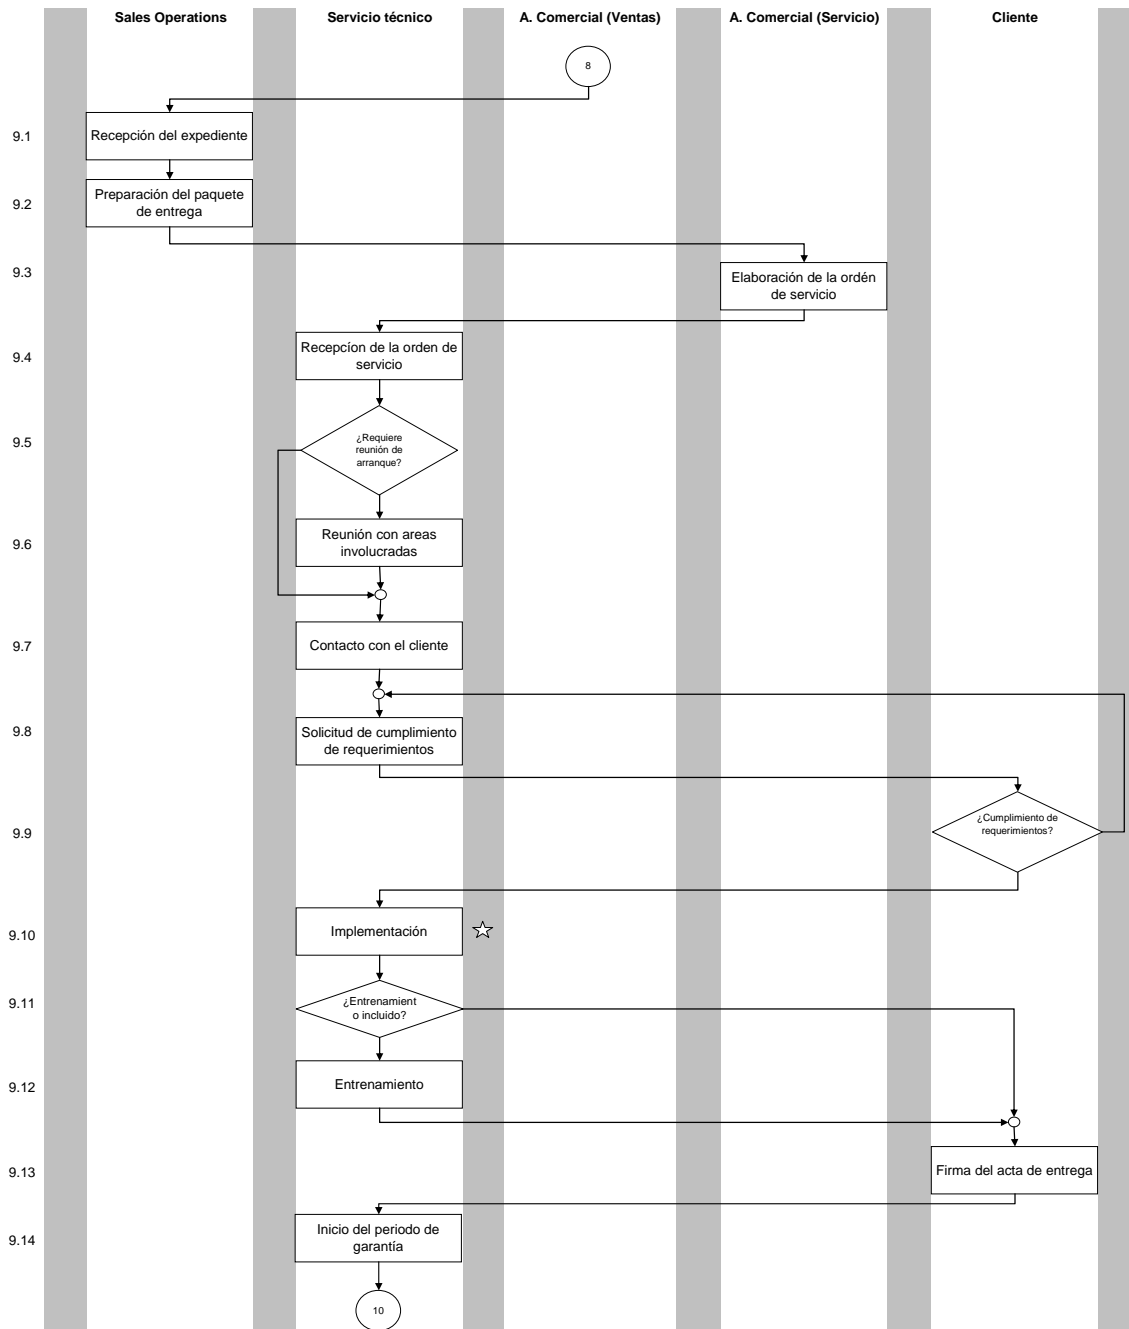 Sales Operations
Servicio técnico
A. Comercial (Ventas)
A. Comercial (Servicio)
Cliente
8
9.1
Recepción del expediente
9.2
Preparación del paquete
de entrega
9.3
Elaboración de la ordén
de servicio
9.4
Recepcíon de la orden de
servicio
9.5
¿Requiere
reunión de
arranque?
9.6
Reunión con areas
involucradas
9.7
Contacto con el cliente
9.8
Solicitud de cumplimiento
de requerimientos
9.9
¿Cumplimiento de
requerimientos?
9.10
Implementación
9.11
¿Entrenamient
o incluido?
9.12
Entrenamiento
9.13
Firma del acta de entrega
9.14
Inicio del periodo de
garantía
10